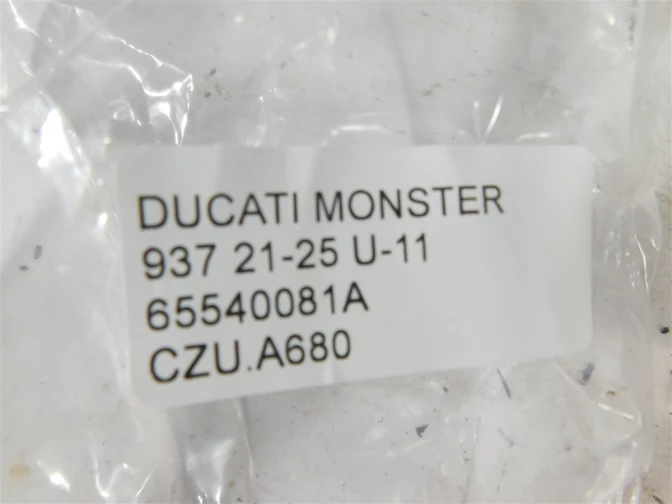 DUCATI MONSTER
937 21-25 U-11
65540081A
CZU.A680